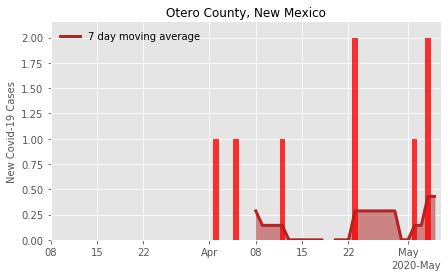 Otero County, New Mexico
7 day moving average
New Covid-19 Cases
2.00
1.75
1.50
1.25
1.00
0.75
0.50
0.25
0.00
08 15 22 Apr 08 15 22 May
2020-May